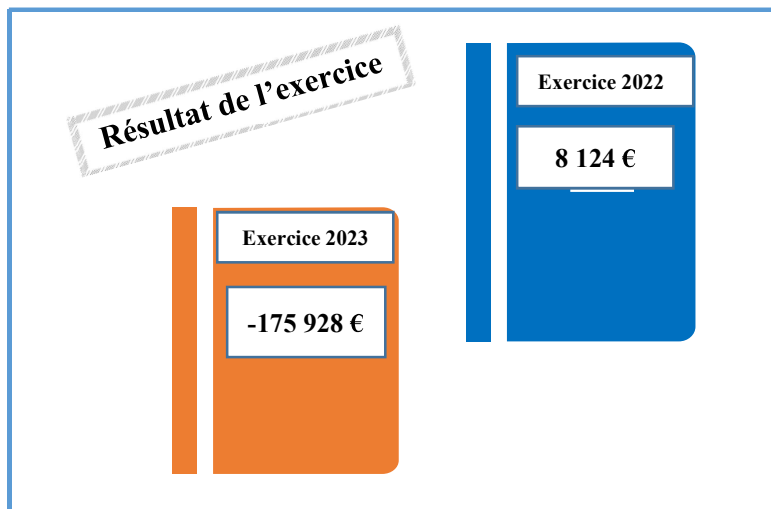 Résultat de l’exercice
Exercice 2022
8 124 €
Exercice 2023
-175 928 €